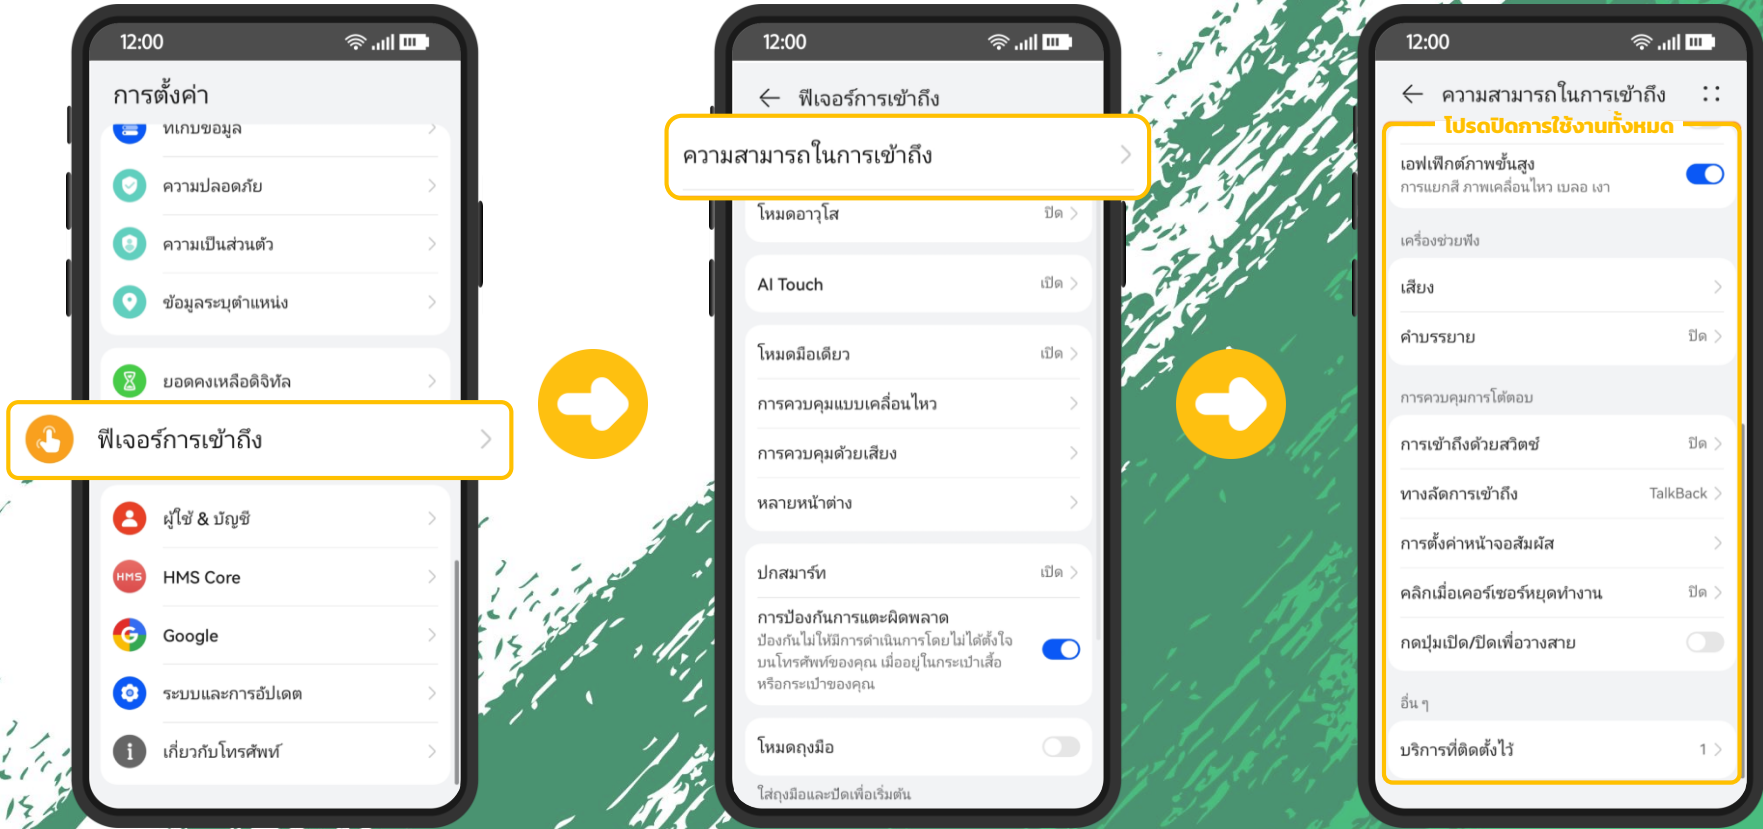 12:00
การตั้งค่า
ที่เก็บข้อมูล
ความปลอดภัย
ความเป็นส่วนตัว
ข้อมูลระบุตำแหน่ง
ยอดคงเหลือดิจิทัล
ฟีเจอร์การเข้าถึง
ผู้ใช้ & บัญชี
HMS
HMS Core
Google
ระบบและการอัปเดต
เกี่ยวกับโทรศัพท์
12:00
ฟีเจอร์การเข้าถึง
ความสามารถในการเข้าถึง
โหมดอาวุโส ปิด
AI Touch เปิด
โหมดมือเดียว เปิด
การควบคุมแบบเคลื่อนไหว
การควบคุมด้วยเสียง
หลายหน้าต่าง
ปกสมาร์ท เปิด
การป้องกันการแตะผิดพลาด
ป้องกันไม่ให้มีการดำเนินการโดยไม่ได้ตั้งใจ
บนโทรศัพท์ของคุณ เมื่ออยู่ในกระเป๋าเสื้อ
หรือกระเป๋าของคุณ
โหมดถุงมือ
ใส่ถุงมือและปัดเพื่อเริ่มต้น
12:00
ความสามารถในการเข้าถึง
โปรดปิดการใช้งานทั้งหมด
เอฟเฟ็กต์ภาพขั้นสูง
การแยกสี ภาพเคลื่อนไหว เบลอ เงา
เครื่องช่วยฟัง
เสียง
คำบรรยาย ปิด
การควบคุมการโต้ตอบ
การเข้าถึงด้วยสวิตช์ ปิด
ทางลัดการเข้าถึง TalkBack
การตั้งค่าหน้าจอสัมผัส
คลิกเมื่อเคอร์เซอร์หยุดทำงาน ปิด
กดปุ่มเปิด/ปิดเพื่อวางสาย
อื่น ๆ
บริการที่ติดตั้งไว้ 1